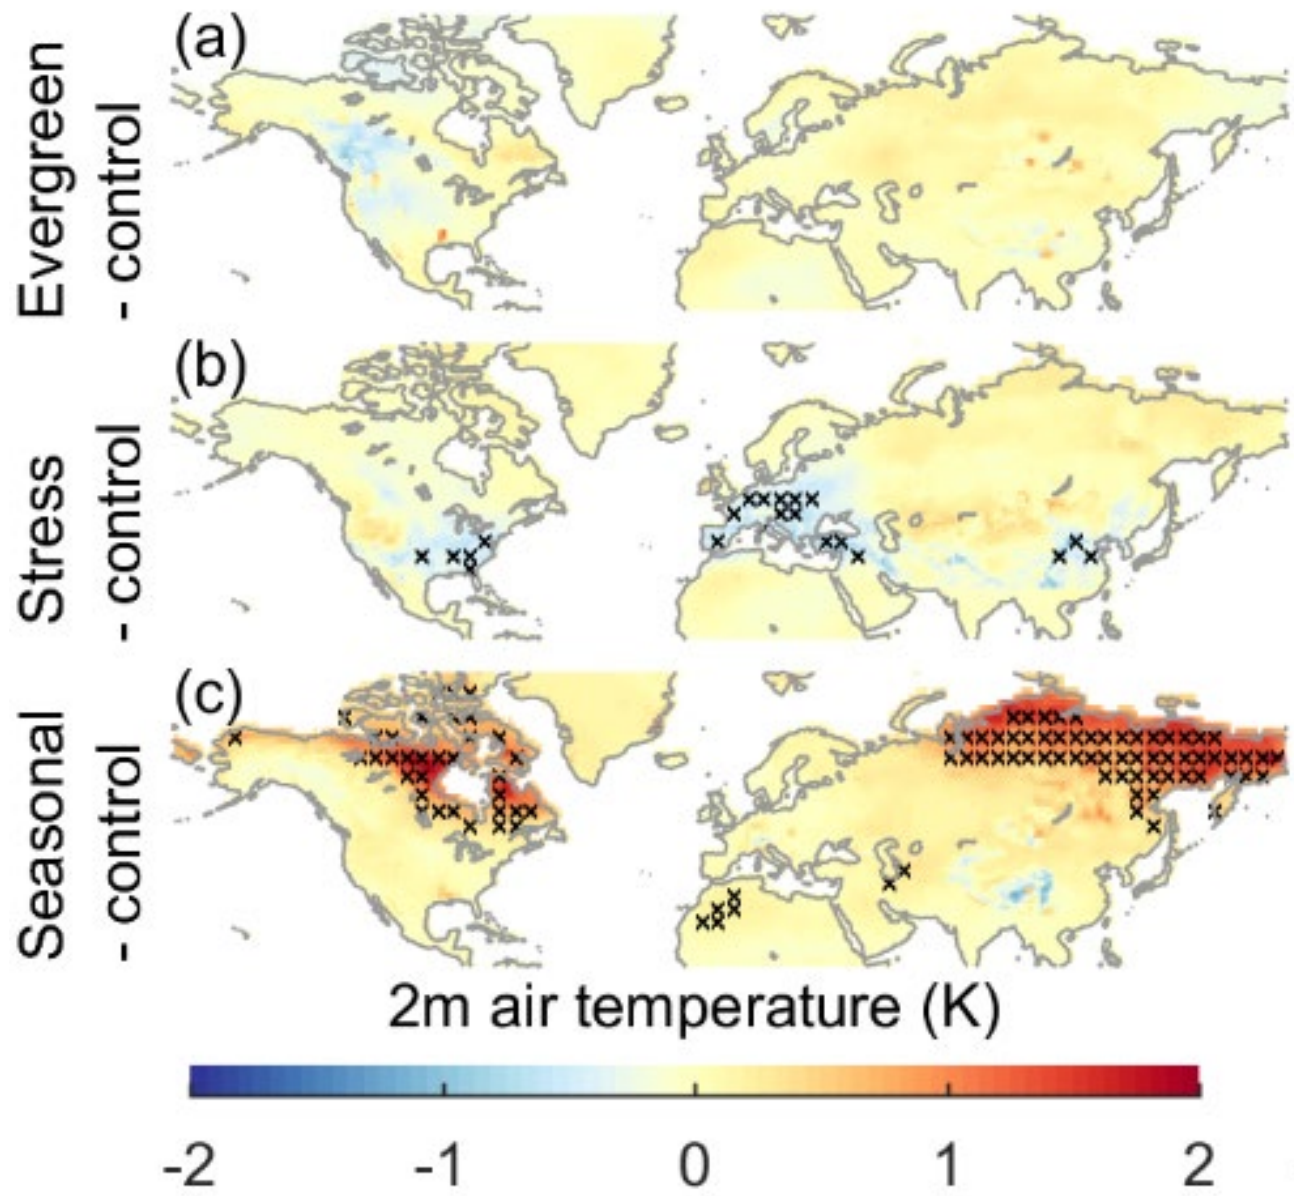 (a)
Evergreen
- control
(b)
Stress
- control
(c)
Seasonal
- control
2m air temperature (K)
-2 -1 0 1 2